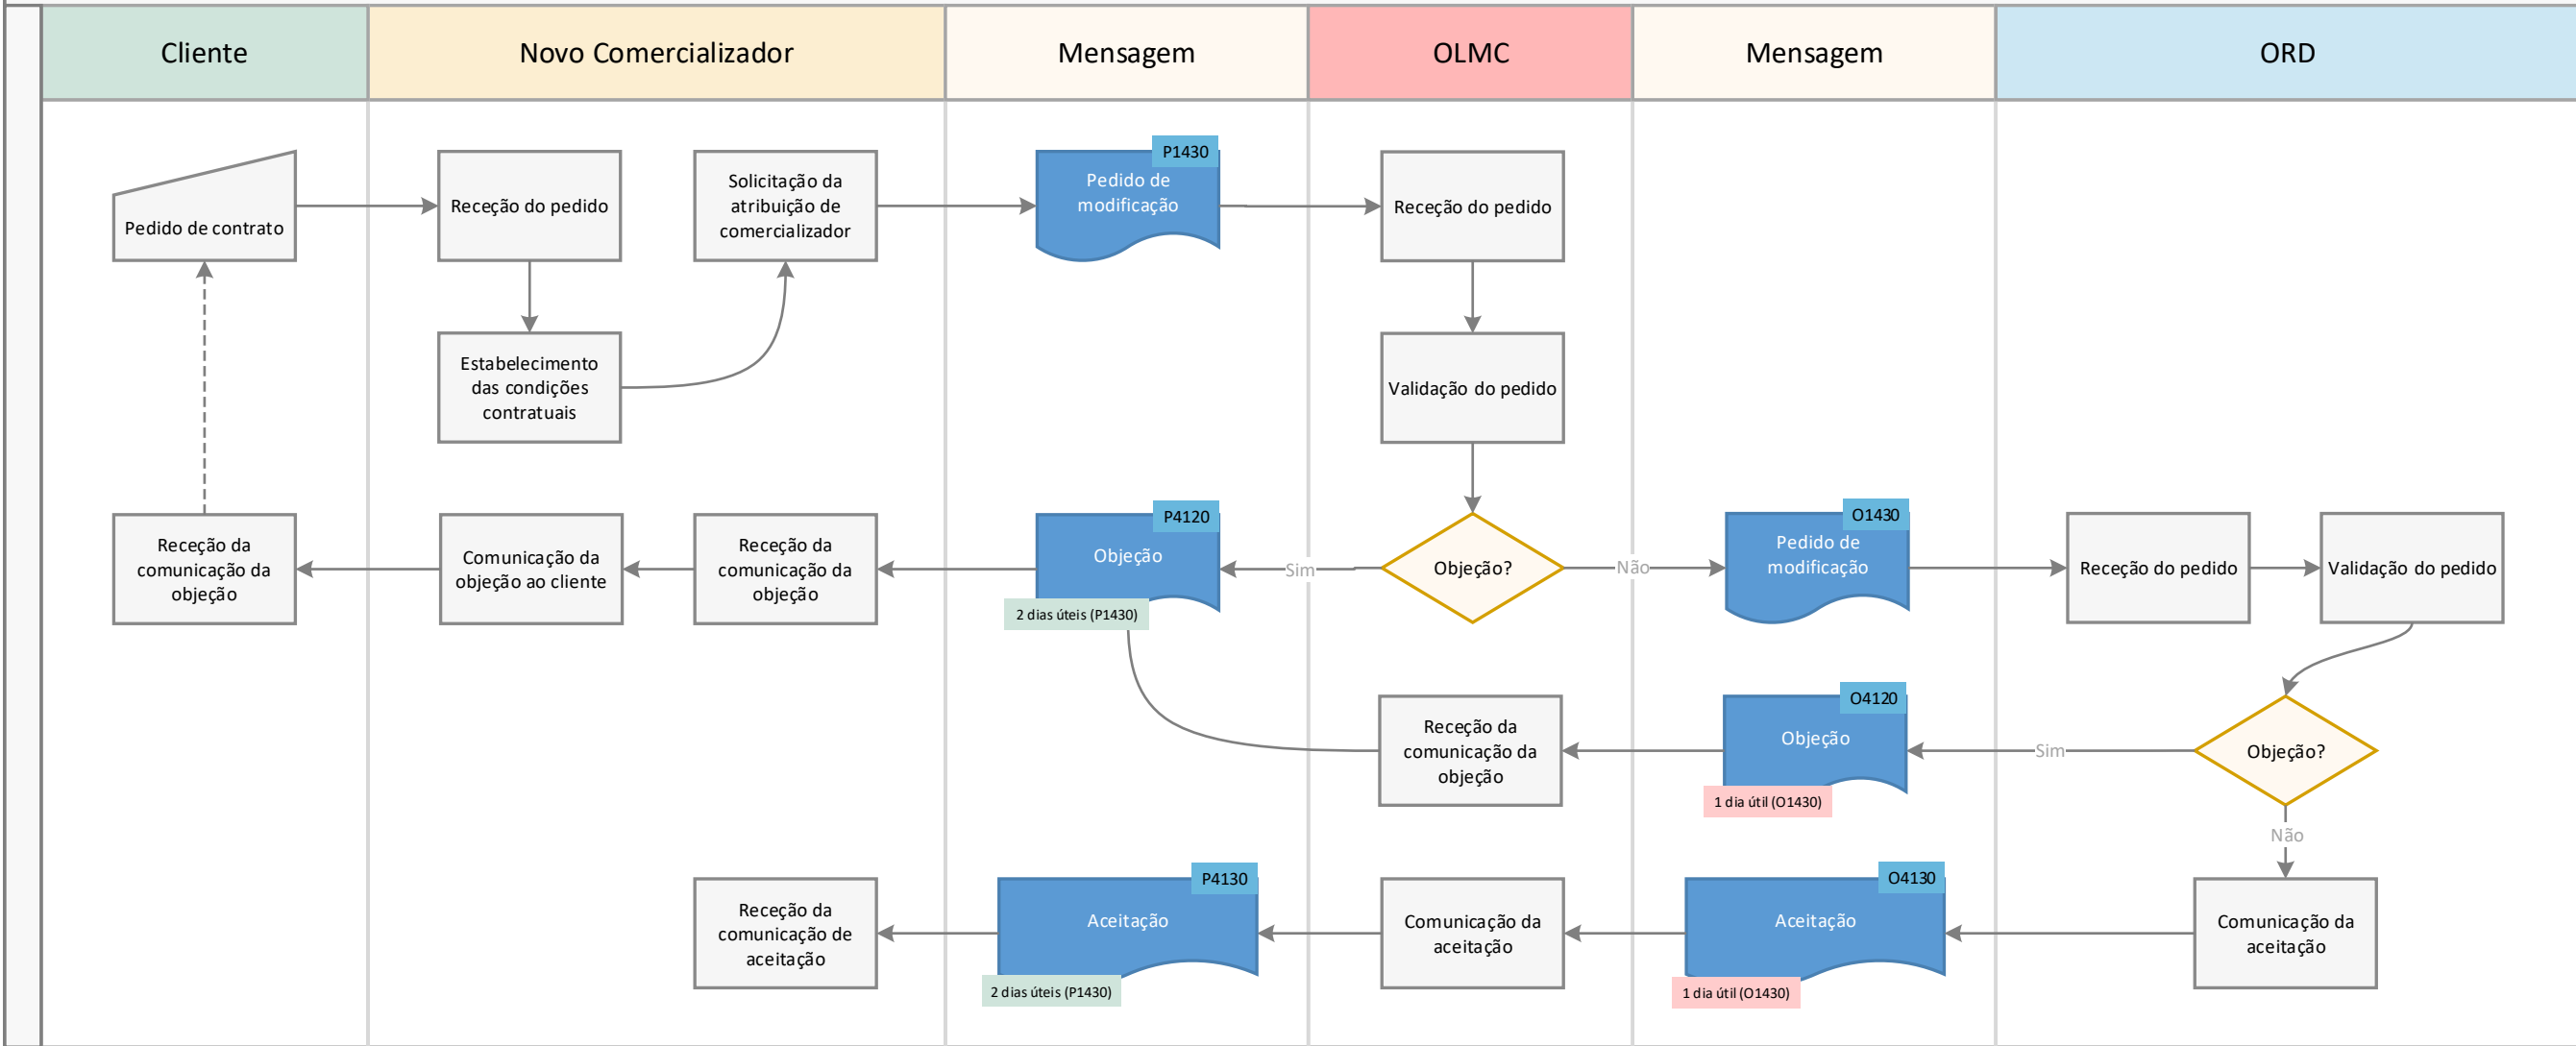 Cliente
Novo Comercializador
Mensagem
OLMC
Mensagem
ORD
Pedido de contrato
Receção do pedido
Solicitação da
atribuição de
comercializador
P1430
Pedido de
modificação
Receção do pedido
Estabelecimento
das condições
contratuais
Validação do pedido
Receção da
comunicação da
objeção
Comunicação da
objeção ao cliente
Receção da
comunicação da
objeção
P4120
Objeção
2 dias úteis (P1430)
Sim
Objeção?
Não
O1430
Pedido de
modificação
Receção do pedido
Validação do pedido
Receção da
comunicação da
objeção
O4120
Objeção
1 dia útil (O1430)
Sim
Objeção?
Não
Receção da
comunicação de
aceitação
P4130
Aceitação
2 dias úteis (P1430)
Comunicação da
aceitação
O4130
Aceitação
1 dia útil (O1430)
Comunicação da
aceitação